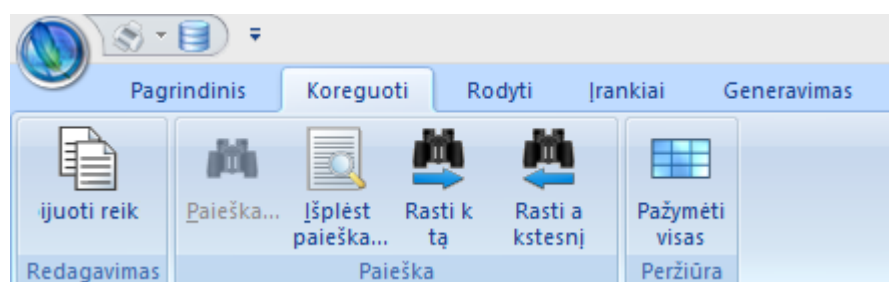 Pagrindinis Koreguoti Rodyti Įrankiai Generavimas
ijuoti reik Paieška... Išplėst Rasti k Rasti a Pažymėti
paieška... tą kstesnį visas
Redagavimas Paieška Peržiūra